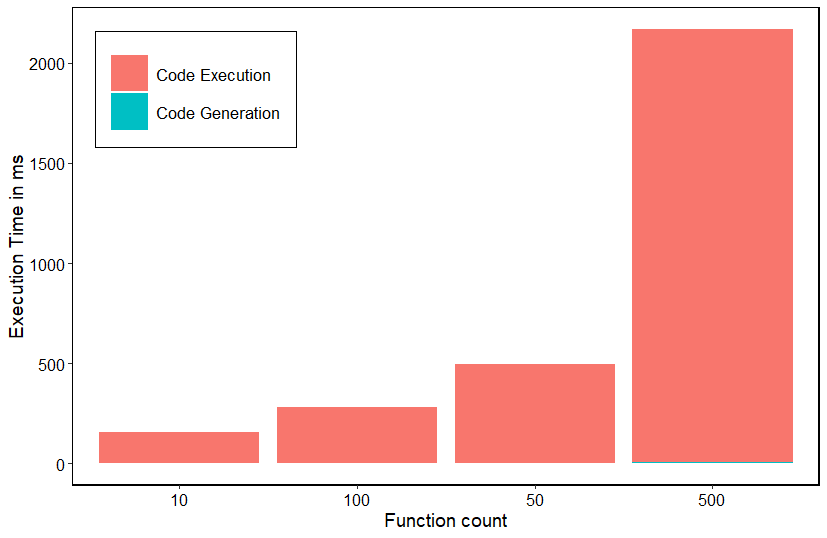 Code Execution
Code Generation
2000
1500
1000
500
0
Execution Time in ms
10 100 50 500
Function count